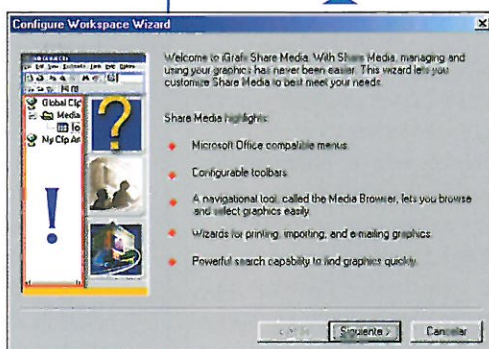 Configure Workspace Wizard
Welcome to iGrafx Share Media. With Share Media, managing and
using your graphics has never been easier. This wizard lets you
customize Share Media to best meet your needs.
Share Media highlights:
Microsoft Office compatible menus.
Configurable toolbars.
A navigational tool, called the Media Browser, lets you browse
and select graphics easily.
Wizards for printing, importing, and e-mailing graphics.
Powerful search capability to find graphics quickly.
Global Clip
Media
My Clip As
Siguiente >
Cancelar